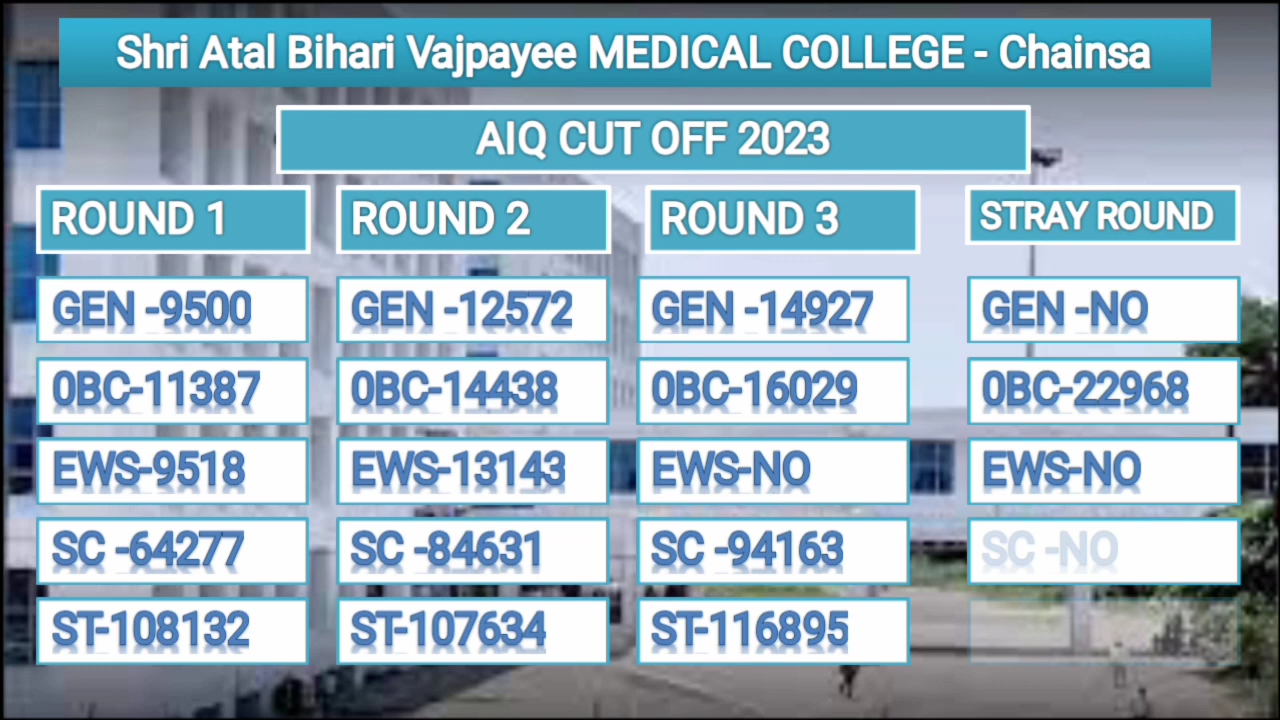 Shri Atal Bihari Vajpayee MEDICAL COLLEGE - Chainsa
AIQ CUT OFF 2023
ROUND 1
GEN -9500
0BC-11387
EWS-9518
SC -64277
ST-108132
ROUND 2
GEN -12572
0BC-14438
EWS-13143
SC -84631
ST-107634
ROUND 3
GEN -14927
0BC-16029
EWS-NO
SC -94163
ST-116895
STRAY ROUND
GEN -NO
0BC-22968
EWS-NO
SC -NO